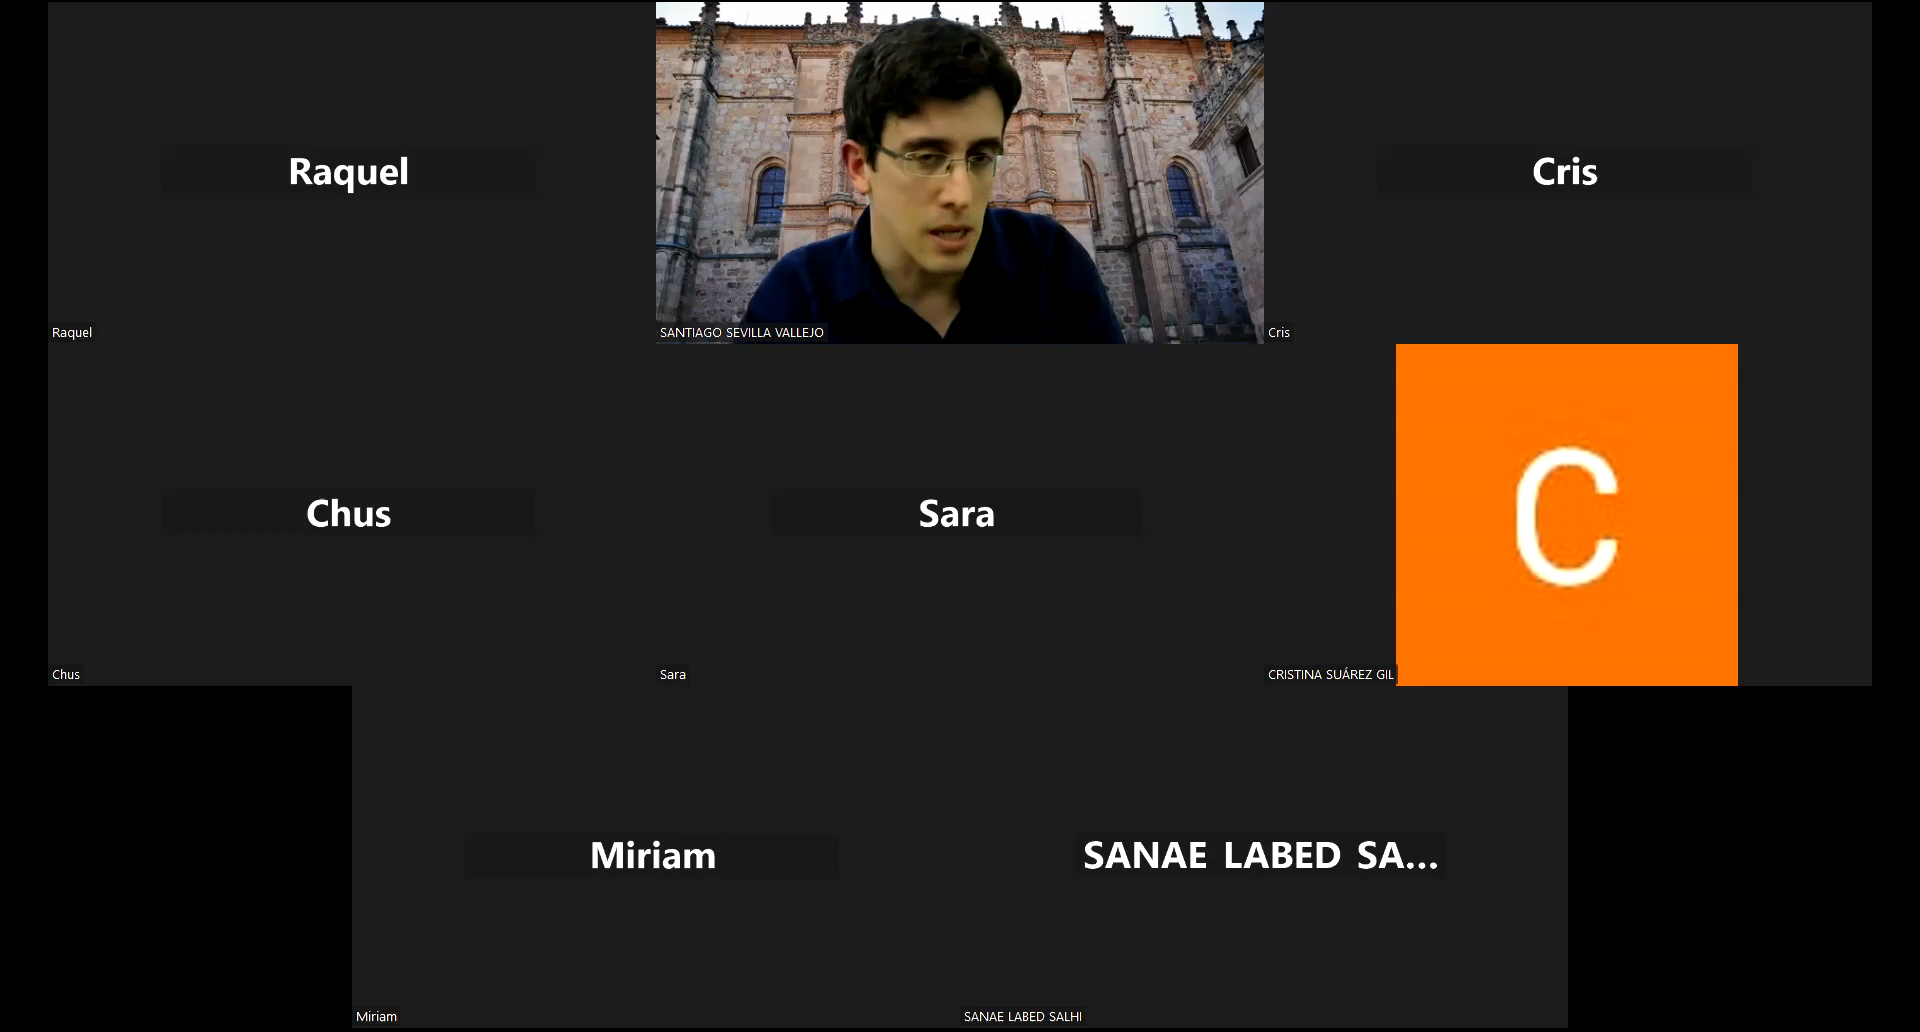 Raquel
Raquel
SANTIAGO SEVILLA VALLEJO
Cris
Cris
Chus
Chus
Sara
Sara
C
CRISTINA SUÁREZ GIL
Miriam
Miriam
SANAE LABED SA...
SANAE LABED SALHI